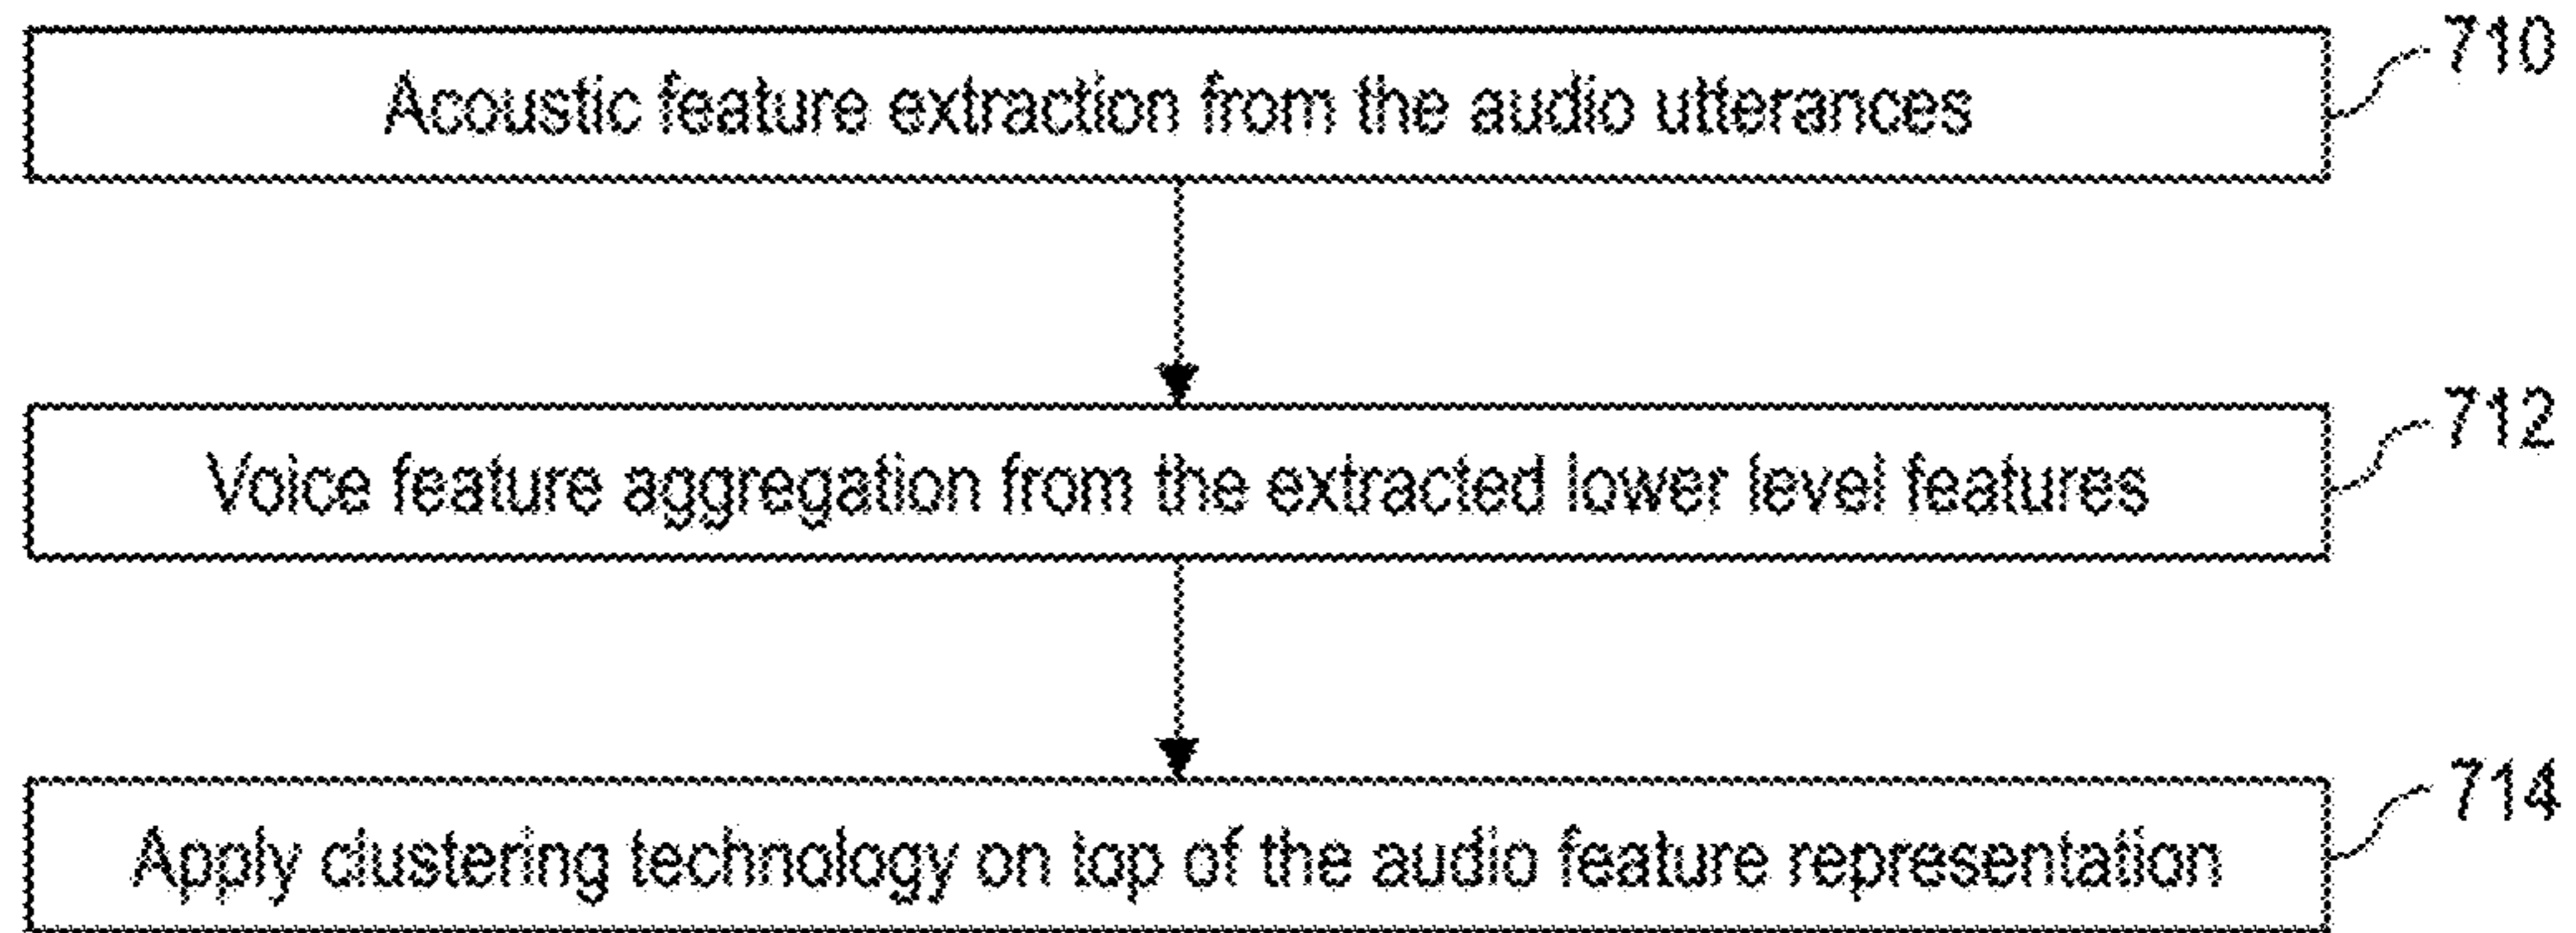 Acoustic feature extraction from the audio utterances
710
Voice feature aggregation from the extracted lower level features
712
Apply clustering technology on top of the audio feature representation
714